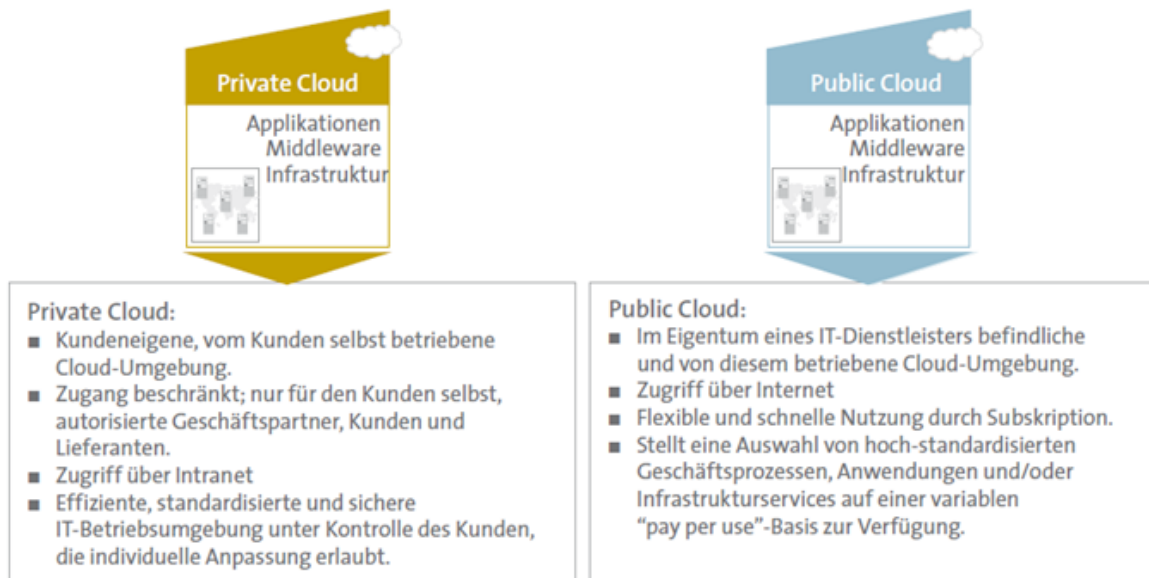 Private Cloud
Applikationen
Middleware
Infrastruktur
Private Cloud:
■ Kundeneigene, vom Kunden selbst betriebene
Cloud-Umgebung.
■ Zugang beschränkt; nur für den Kunden selbst,
autorisierte Geschäftspartner, Kunden und
Lieferanten.
■ Zugriff über Intranet
■ Effiziente, standardisierte und sichere
IT-Betriebsumgebung unter Kontrolle des Kunden,
die individuelle Anpassung erlaubt.
Public Cloud
Applikationen
Middleware
Infrastruktur
Public Cloud:
■ Im Eigentum eines IT-Dienstleisters befindliche
und von diesem betriebene Cloud-Umgebung.
■ Zugriff über Internet
■ Flexible und schnelle Nutzung durch Subskription.
■ Stellt eine Auswahl von hoch-standardisierten
Geschäftsprozessen, Anwendungen und/oder
Infrastrukturservices auf einer variablen
“pay per use”-Basis zur Verfügung.